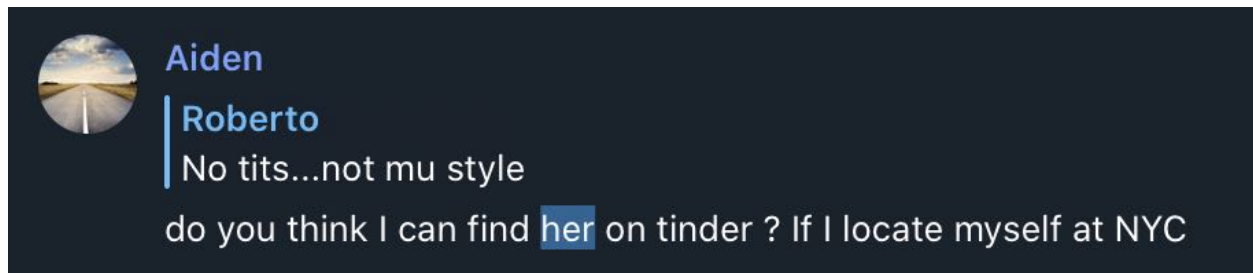 Aiden
Roberto
No tits...not mu style
do you think I can find her on tinder ? If I locate myself at NYC